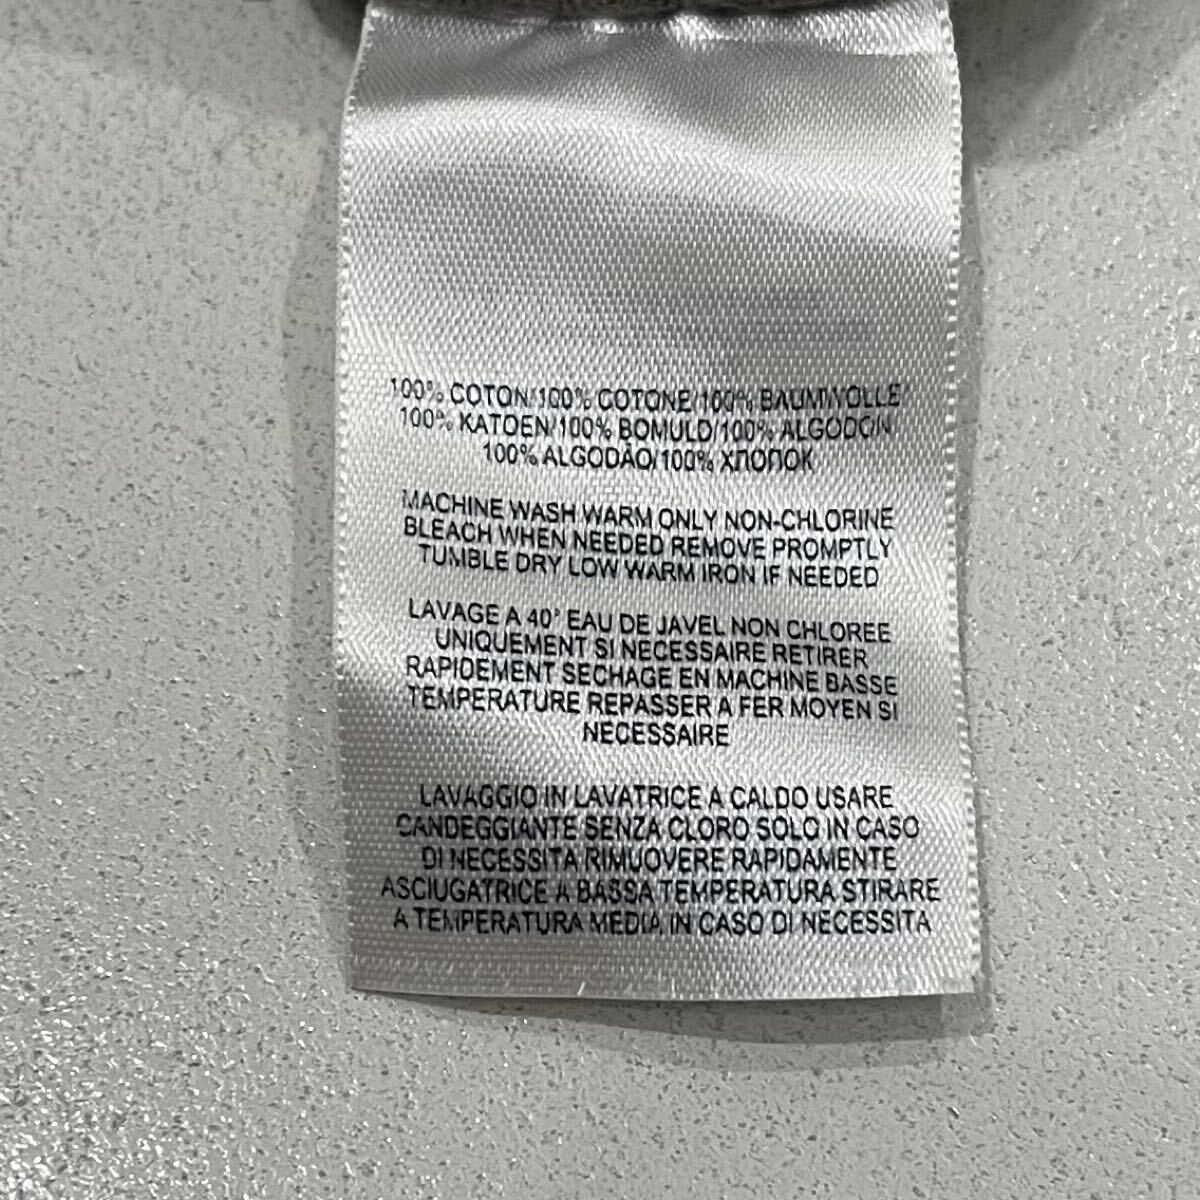 100% COTON/100% COTONE/100% BAUMWOLLE
100% KATOEN/100% BOMULD/100% ALGODON
100% ALGODÃO/100% ХЛОПОК
MACHINE WASH WARM ONLY NON-CHLORINE
BLEACH WHEN NEEDED REMOVE PROMPTLY
TUMBLE DRY LOW WARM IRON IF NEEDED
LAVAGE A 40° EAU DE JAVEL NON CHLOREE
UNIQUEMENT SI NECESSAIRE RETIRER
RAPIDEMENT SECHAGE EN MACHINE BASSE
TEMPERATURE REPASSER A FER MOYEN SI
NECESSAIRE
LAVAGGIO IN LAVATRICE A CALDO USARE
CANDEGGIANTE SENZA CLORO SOLO IN CASO
DI NECESSITA RIMUOVERE RAPIDAMENTE
ASCIUGATRICE A BASSA TEMPERATURA STIRARE
A TEMPERATURA MEDIA IN CASO DI NECESSITA